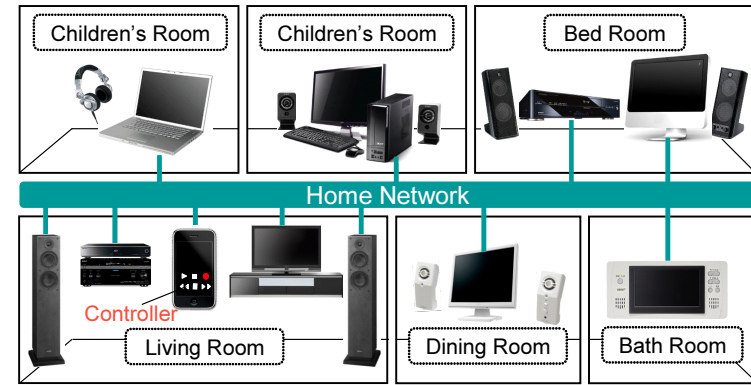 Children's Room
Children's Room
Bed Room
Home Network
Controller
Living Room
Dining Room
Bath Room